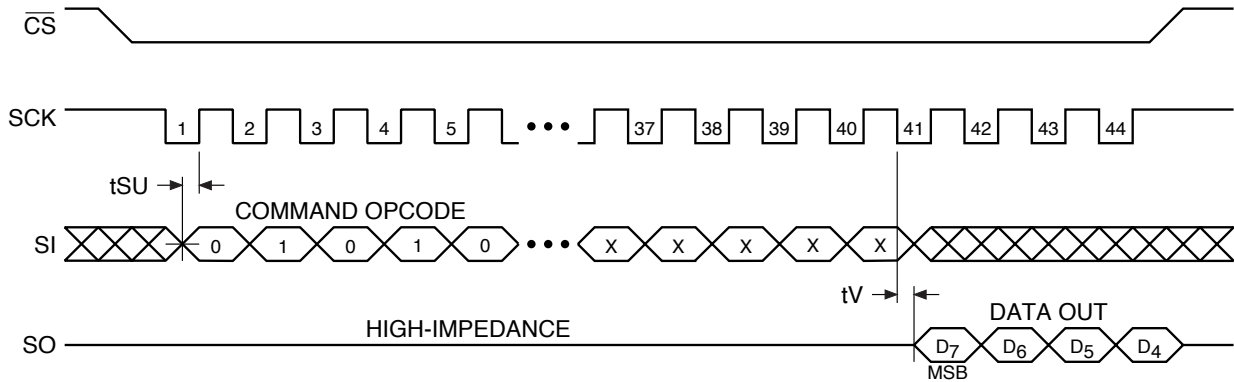 CS
SCK 1 2 3 4 5 ••• 37 38 39 40 41 42 43 44
tSU
COMMAND OPCODE
SI 0 1 0 1 0 ••• X X X X X
tV
HIGH-IMPEDANCE
DATA OUT
SO D7 D6 D5 D4
MSB